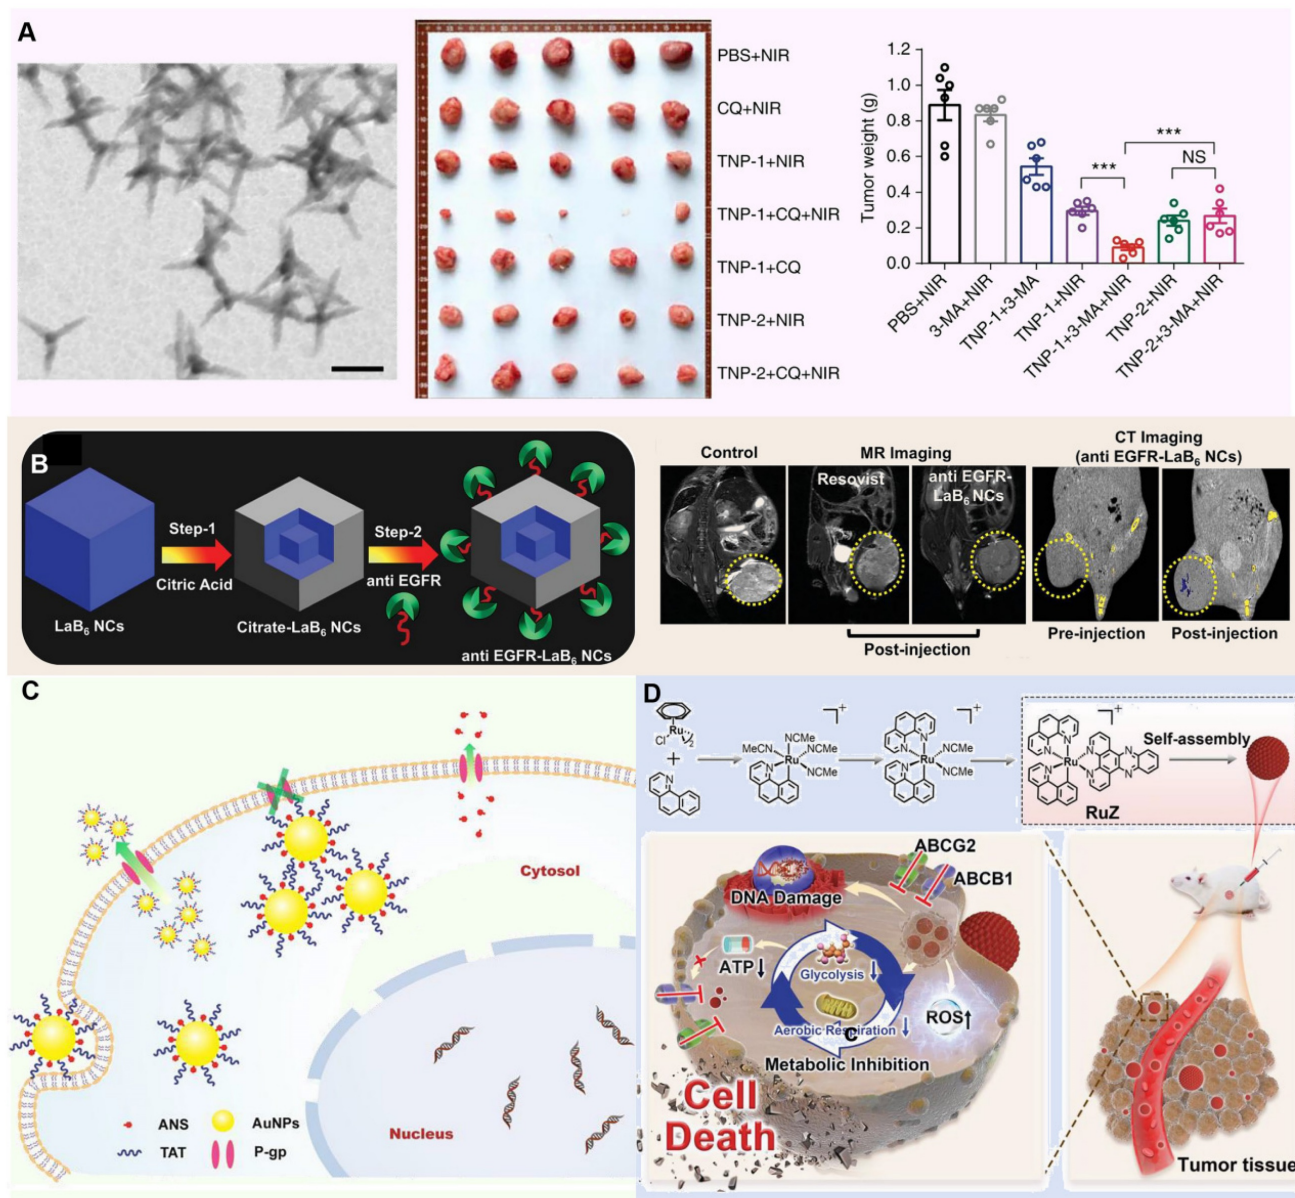 A
PBS+NIR
CQ+NIR
TNP-1+NIR
TNP-1+CQ+NIR
TNP-1+CQ
TNP-2+NIR
TNP-2+CQ+NIR
Tumor weight (g)
1.2
1.0
0.8
0.6
0.4
0.2
0.0
***
***
NS
PBS+NIR
3-MA+NIR
TNP-1+3-MA
TNP-1+NIR
TNP-1+3-MA+NIR
TNP-2+NIR
TNP-2+3-MA+NIR
B
Step-1
Citric Acid
Step-2
anti EGFR
LaB6 NCs
Citrate-LaB6 NCs
anti EGFR-LaB6 NCs
Control
MR Imaging
Resovist
anti EGFR-
LaB6 NCs
Post-injection
CT Imaging
(anti EGFR-LaB6 NCs)
Pre-injection
Post-injection
C
Cytosol
Nucleus
ANS
AuNPs
TAT
P-gp
D
Ru
Cl
2
+
N
+
MeCN
NCMe
NCMe
N
Ru
NCMe
NCMe
+
N
NCMe
N
Ru
NCMe
+
N
N
N
N
Ru
N
N
RuZ
Self-assembly
ABCG2
ABCB1
DNA Damage
ATP
Glycolysis
Aerobic Respiration
C
ROS
Metabolic Inhibition
Cell
Death
Tumor tissue